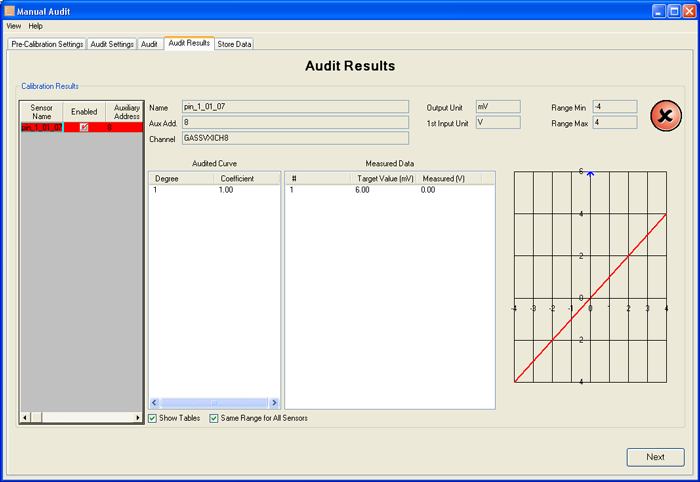 Manual Audit
View Help
Pre-Calibration Settings Audit Settings Audit Audit Results Store Data
Audit Results
Calibration Results
Sensor Name Enabled Auxiliary Address
pin_1_01_07 8
Name pin_1_01_07 Output Unit mV Range Min -4
Aux Add. 8 1st Input Unit V Range Max 4
Channel GASSVXICH8
Audited Curve Measured Data
Degree Coefficient # Target Value (mV) Measured (V)
1 1.00 1 6.00 0.00
6
4
2
0
-4 -3 -2 -1 0 1 2 3 4
2
4
Show Tables Same Range for All Sensors
Next